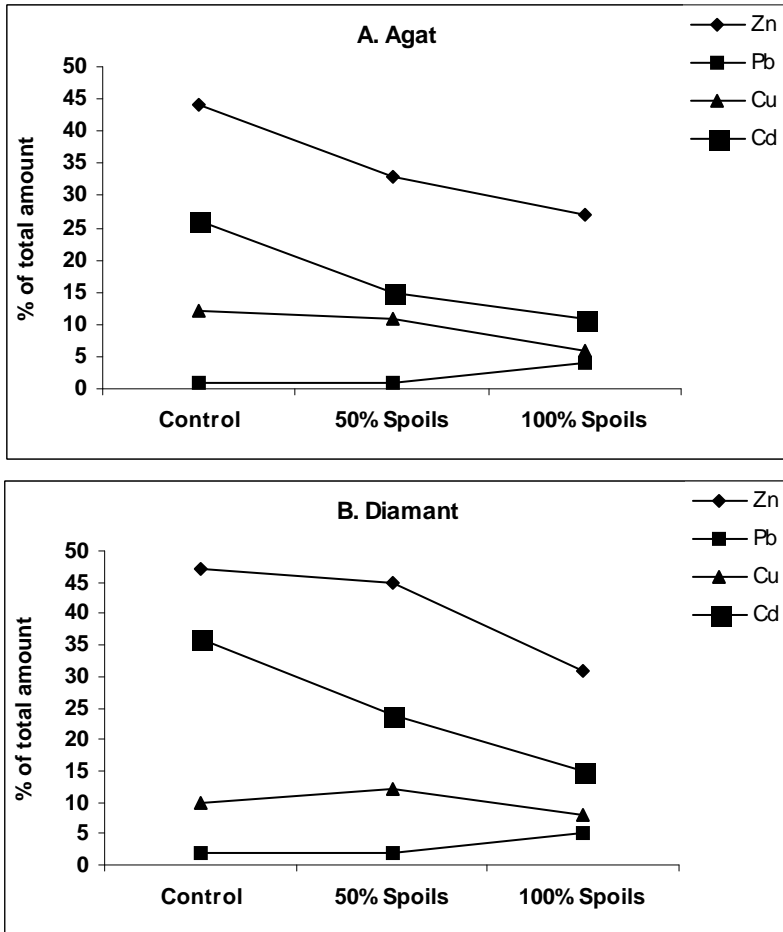 A. Agat
Zn
Pb
Cu
Cd
% of total amount
50
45
40
35
30
25
20
15
10
5
0
Control 50% Spoils 100% Spoils
B. Diamant
Zn
Pb
Cu
Cd
% of total amount
50
45
40
35
30
25
20
15
10
5
0
Control 50% Spoils 100% Spoils